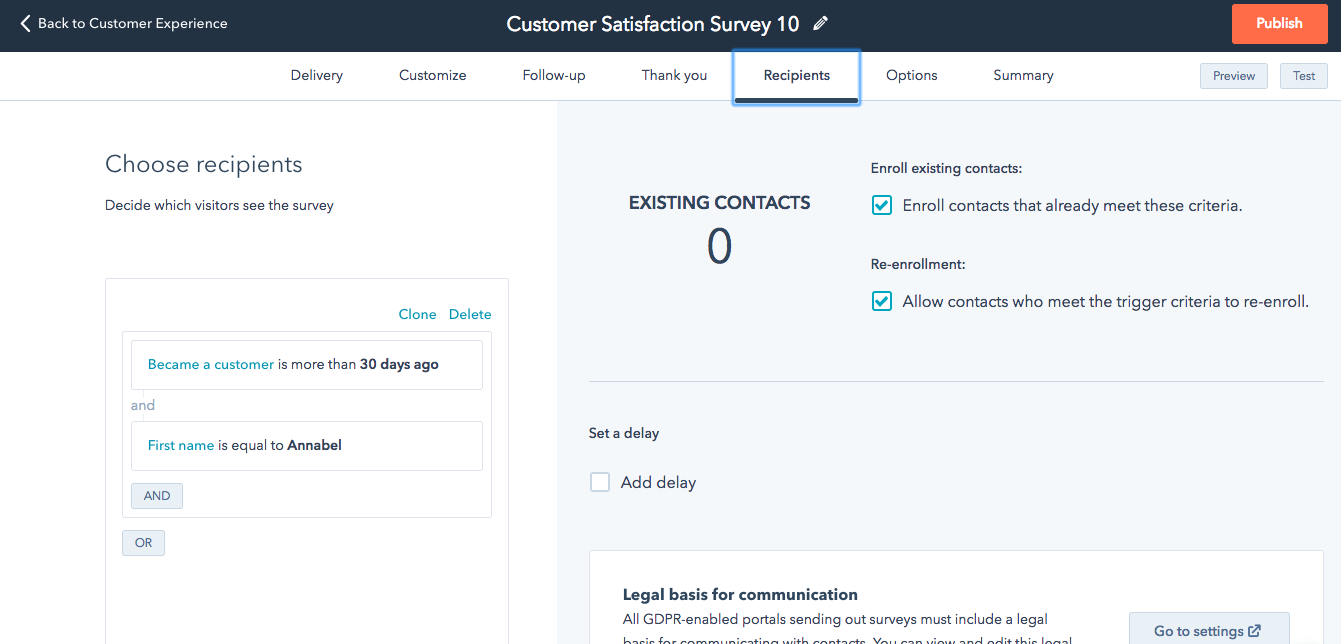 Back to Customer Experience
Customer Satisfaction Survey 10
Publish
Delivery
Customize
Follow-up
Thank you
Recipients
Options
Summary
Preview
Test
Choose recipients
Decide which visitors see the survey
Clone Delete
Became a customer is more than 30 days ago
and
First name is equal to Annabel
AND
OR
EXISTING CONTACTS
0
Enroll existing contacts:
Enroll contacts that already meet these criteria.
Re-enrollment:
Allow contacts who meet the trigger criteria to re-enroll.
Set a delay
Add delay
Legal basis for communication
All GDPR-enabled portals sending out surveys must include a legal
basis for communicating with contacts. You can view and edit this legal
Go to settings